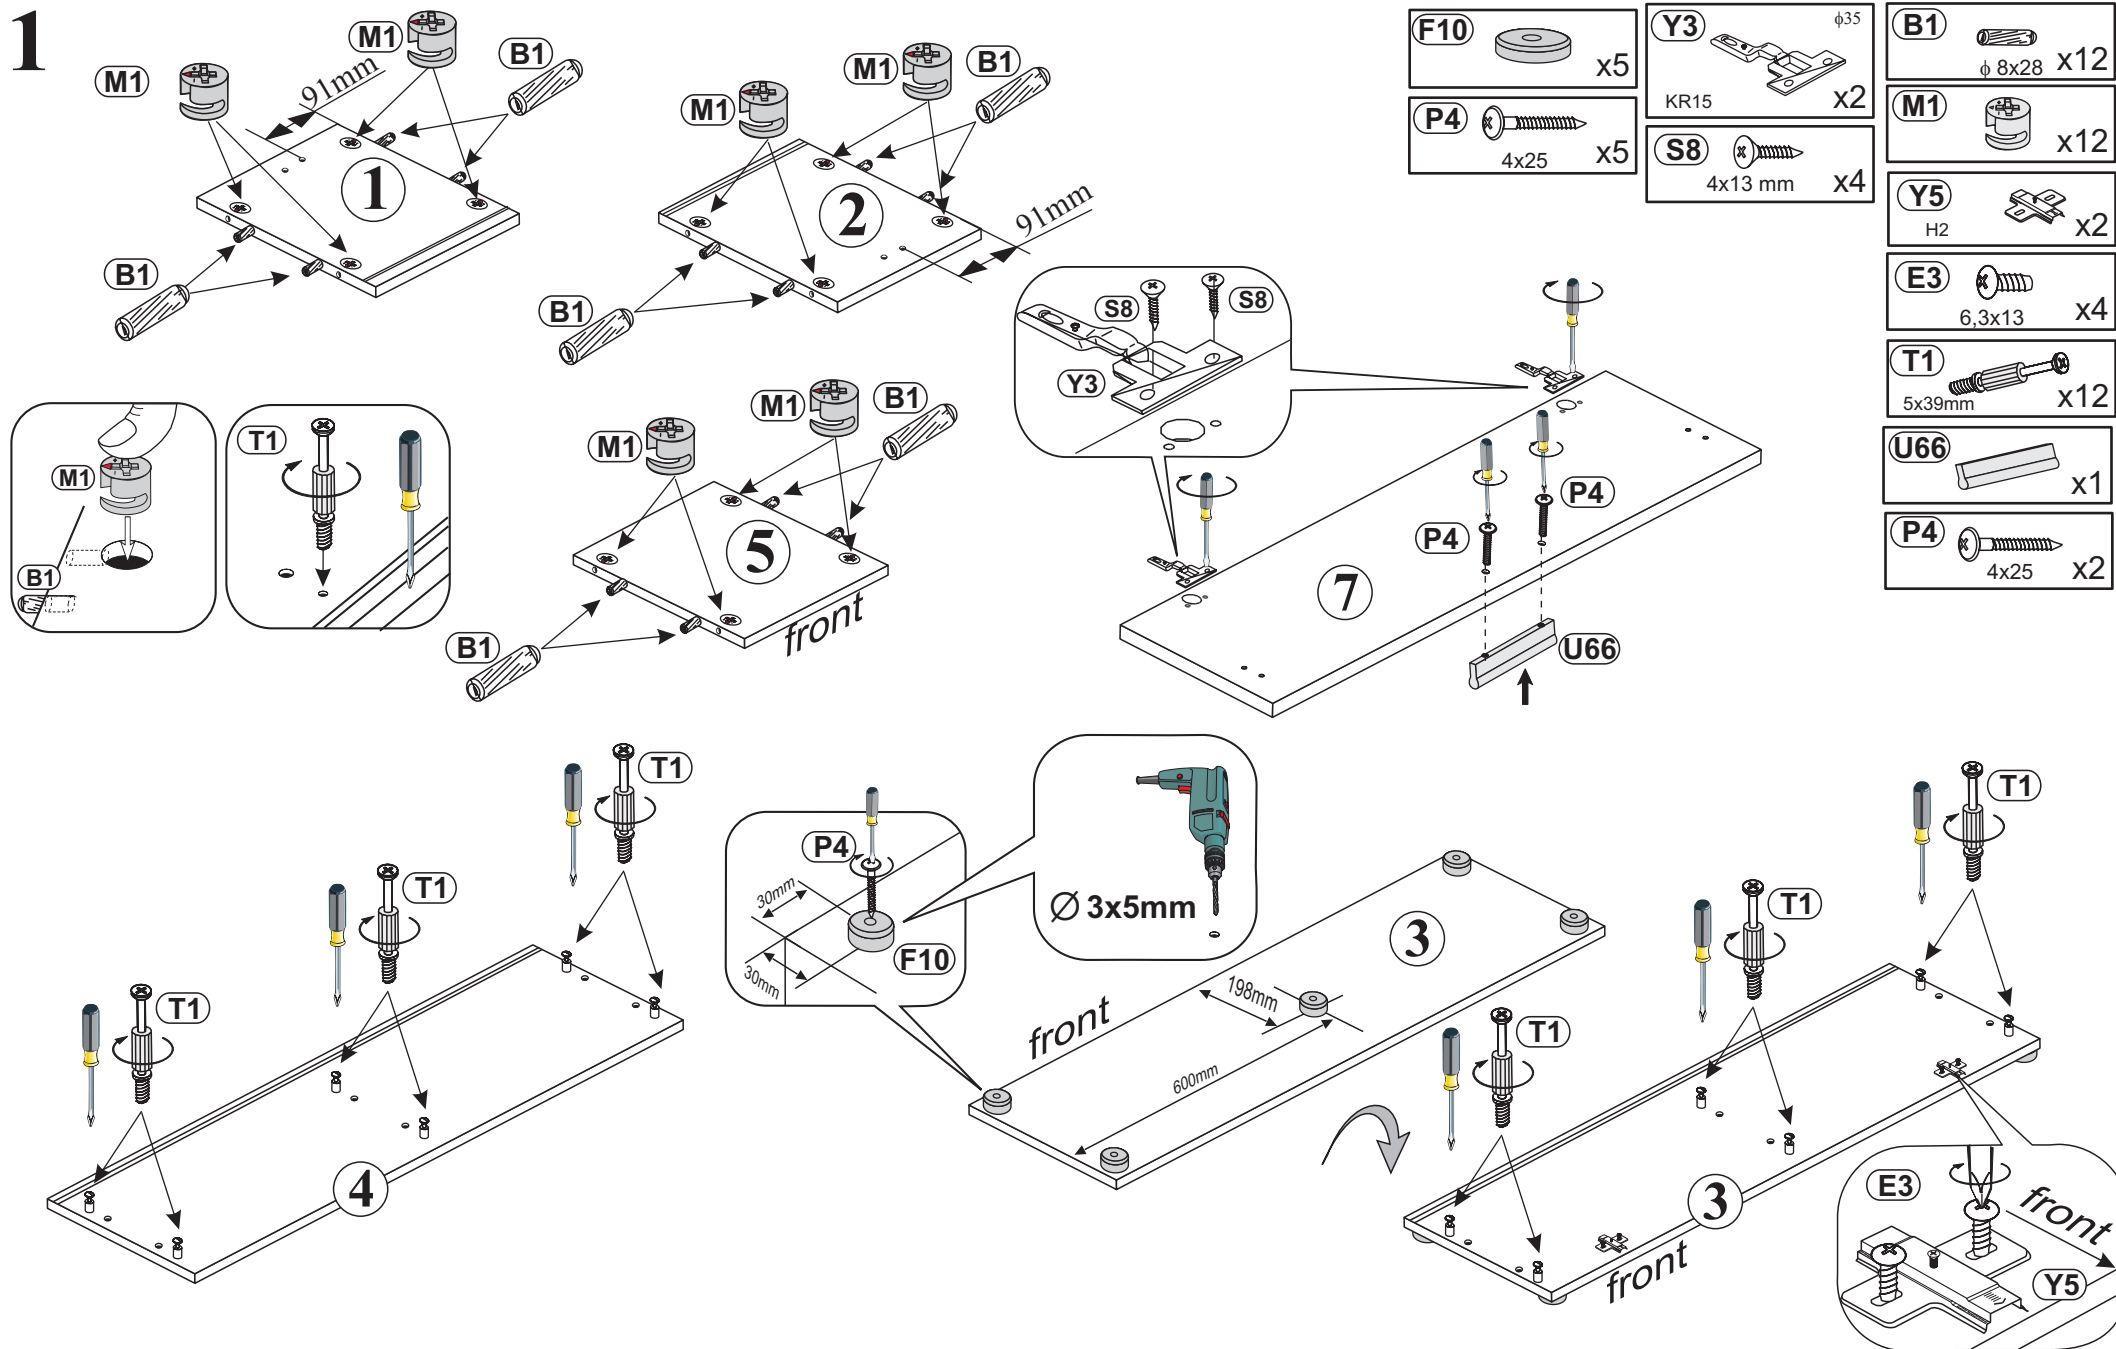 1
M1
M1
B1
91mm
1
B1
M1
M1
B1
2
91mm
B1
F10
x5
P4
4x25
x5
Y3
ϕ35
KR15
x2
S8
4x13 mm
x4
B1
ϕ 8x28
x12
M1
x12
Y5
H2
x2
E3
6,3x13
x4
T1
5x39mm
x12
U66
x1
P4
4x25
x2
M1
B1
T1
M1
M1
B1
5
front
B1
S8
S8
Y3
P4
P4
7
U66
T1
T1
T1
4
P4
30mm
30mm
F10
∅ 3x5mm
3
198mm
front
600mm
T1
T1
T1
3
front
E3
front
Y5